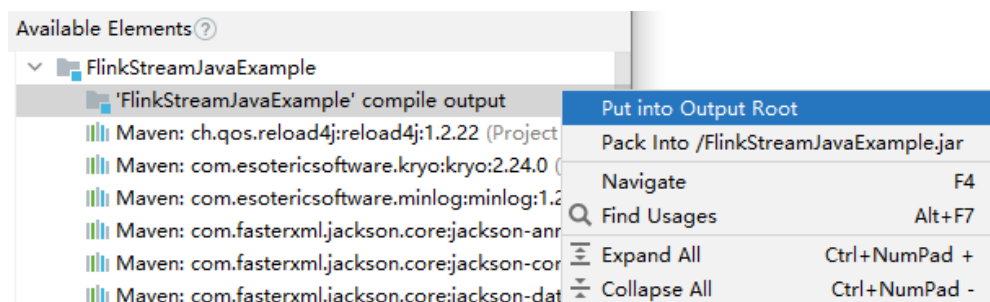 Available Elements ?
FlinkStreamJavaExample
'FlinkStreamJavaExample' compile output
Put into Output Root
Maven: ch.qos.reload4j:reload4j:1.2.22 (Project
Pack Into /FlinkStreamJavaExample.jar
Maven: com.esotericsoftware.kryo:kryo:2.24.0 (
Navigate F4
Maven: com.esotericsoftware.minlog:minlog:1.2
Find Usages Alt+F7
Maven: com.fasterxml.jackson.core:jackson-anr
Expand All Ctrl+NumPad +
Maven: com.fasterxml.jackson.core:jackson-cor
Collapse All Ctrl+NumPad -
Maven: com.fasterxml.jackson.core:jackson-dat